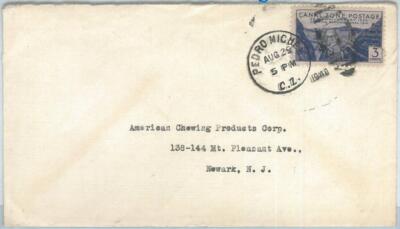 CANAL ZONE POSTAGE
3
PEDRO MIGUEL
AUG 29
5 PM
C.Z.
American Chewing Products Corp.
138-144 Mt. Pleasant Ave.,
Newark, N. J.